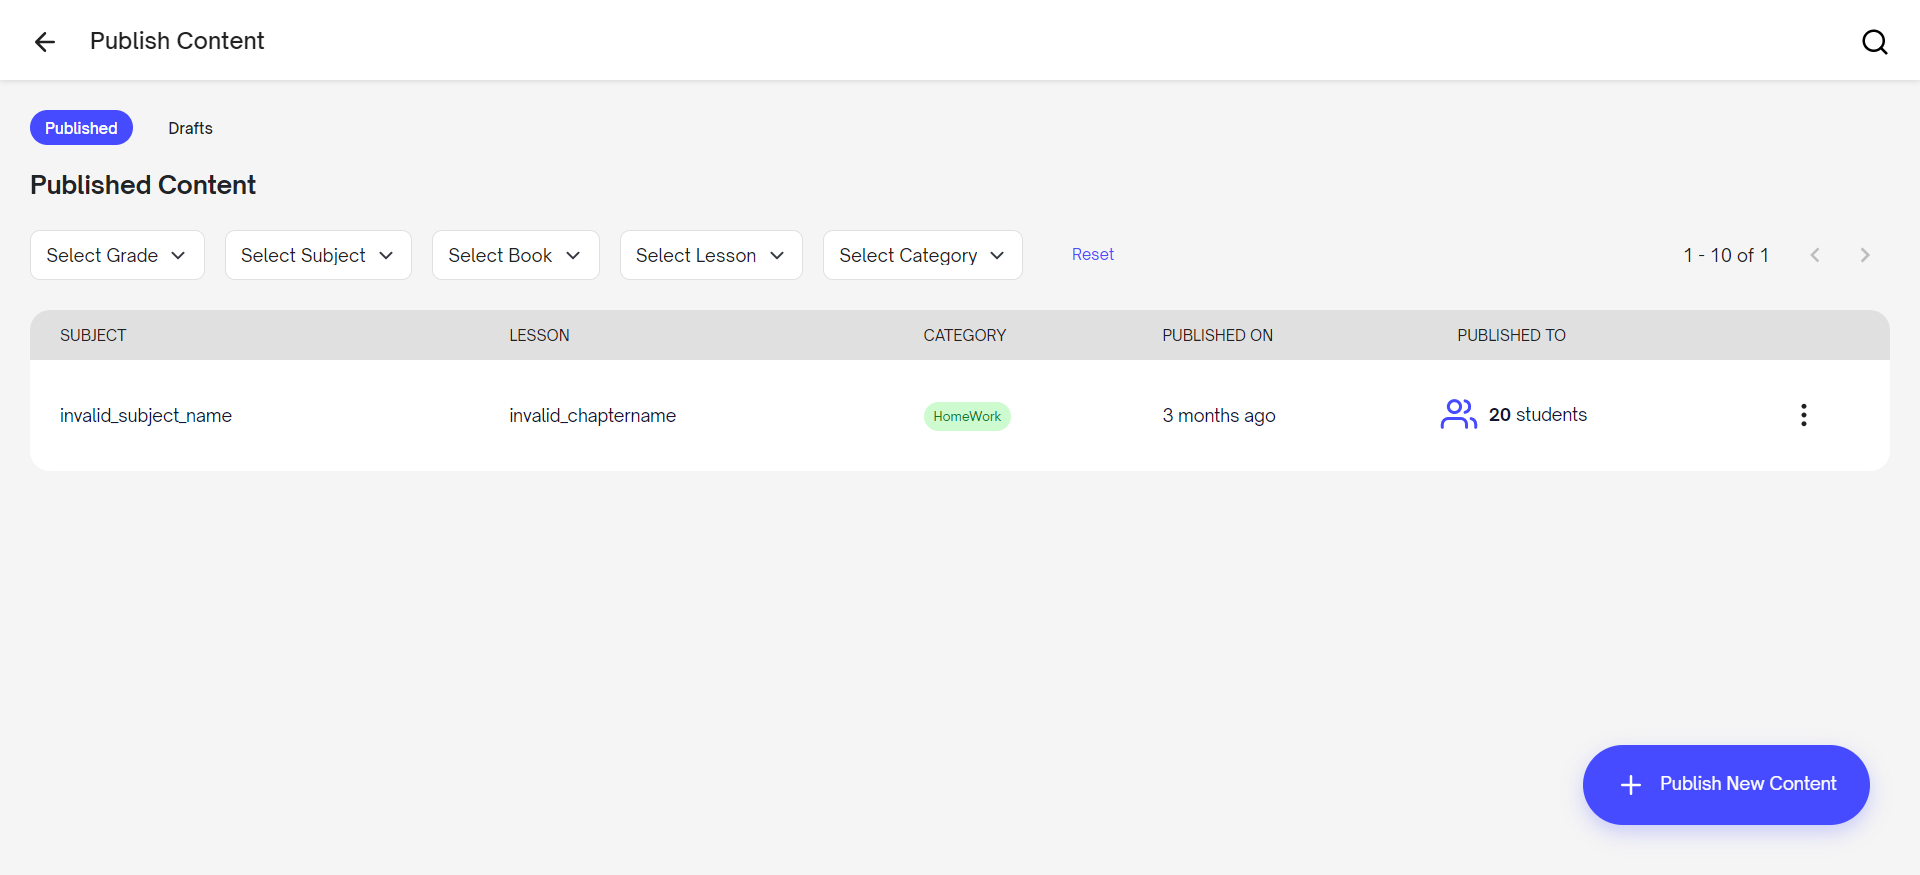 Publish Content
Published Drafts
Published Content
Select Grade Select Subject Select Book Select Lesson Select Category Reset 1 - 10 of 1
SUBJECT LESSON CATEGORY PUBLISHED ON PUBLISHED TO
invalid_subject_name invalid_chaptername HomeWork 3 months ago 20 students
Publish New Content